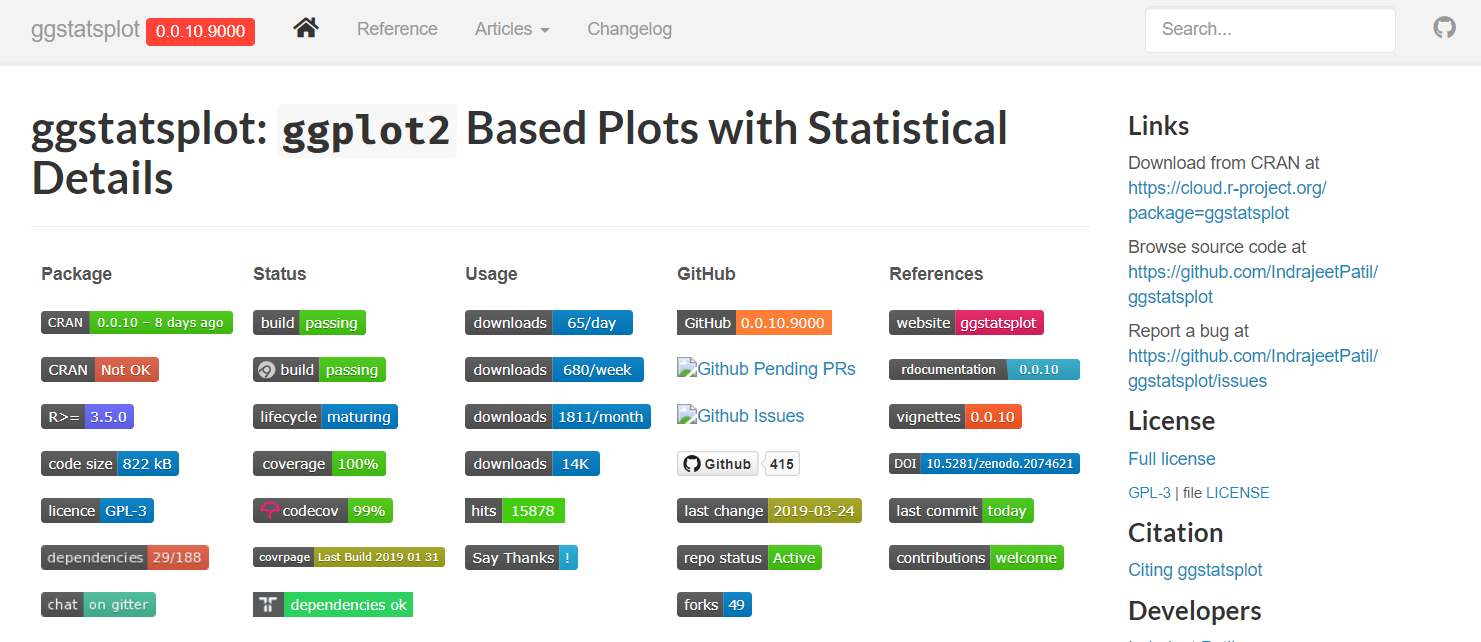 ggstatsplot 0.0.10.9000 Reference Articles Changelog Search...
ggstatsplot: ggplot2 Based Plots with Statistical
Details
Package Status Usage GitHub References
CRAN 0.0.10 – 8 days ago build passing downloads 65/day GitHub 0.0.10.9000 website ggstatsplot
CRAN Not OK build passing downloads 680/week Github Pending PRs rdocumentation 0.0.10
R>= 3.5.0 lifecycle maturing downloads 1811/month Github Issues vignettes 0.0.10
code size 822 kB coverage 100% downloads 14K Github 415 DOI 10.5281/zenodo.2074621
licence GPL-3 codecov 99% hits 15878 last change 2019-03-24 last commit today
dependencies 29/188 covrpage Last Build 2019 01 31 Say Thanks ! repo status Active contributions welcome
chat on gitter dependencies ok forks 49
Links
Download from CRAN at
https://cloud.r-project.org/
package=ggstatsplot
Browse source code at
https://github.com/IndrajeetPatil/
ggstatsplot
Report a bug at
https://github.com/IndrajeetPatil/
ggstatsplot/issues
License
Full license
GPL-3 | file LICENSE
Citation
Citing ggstatsplot
Developers